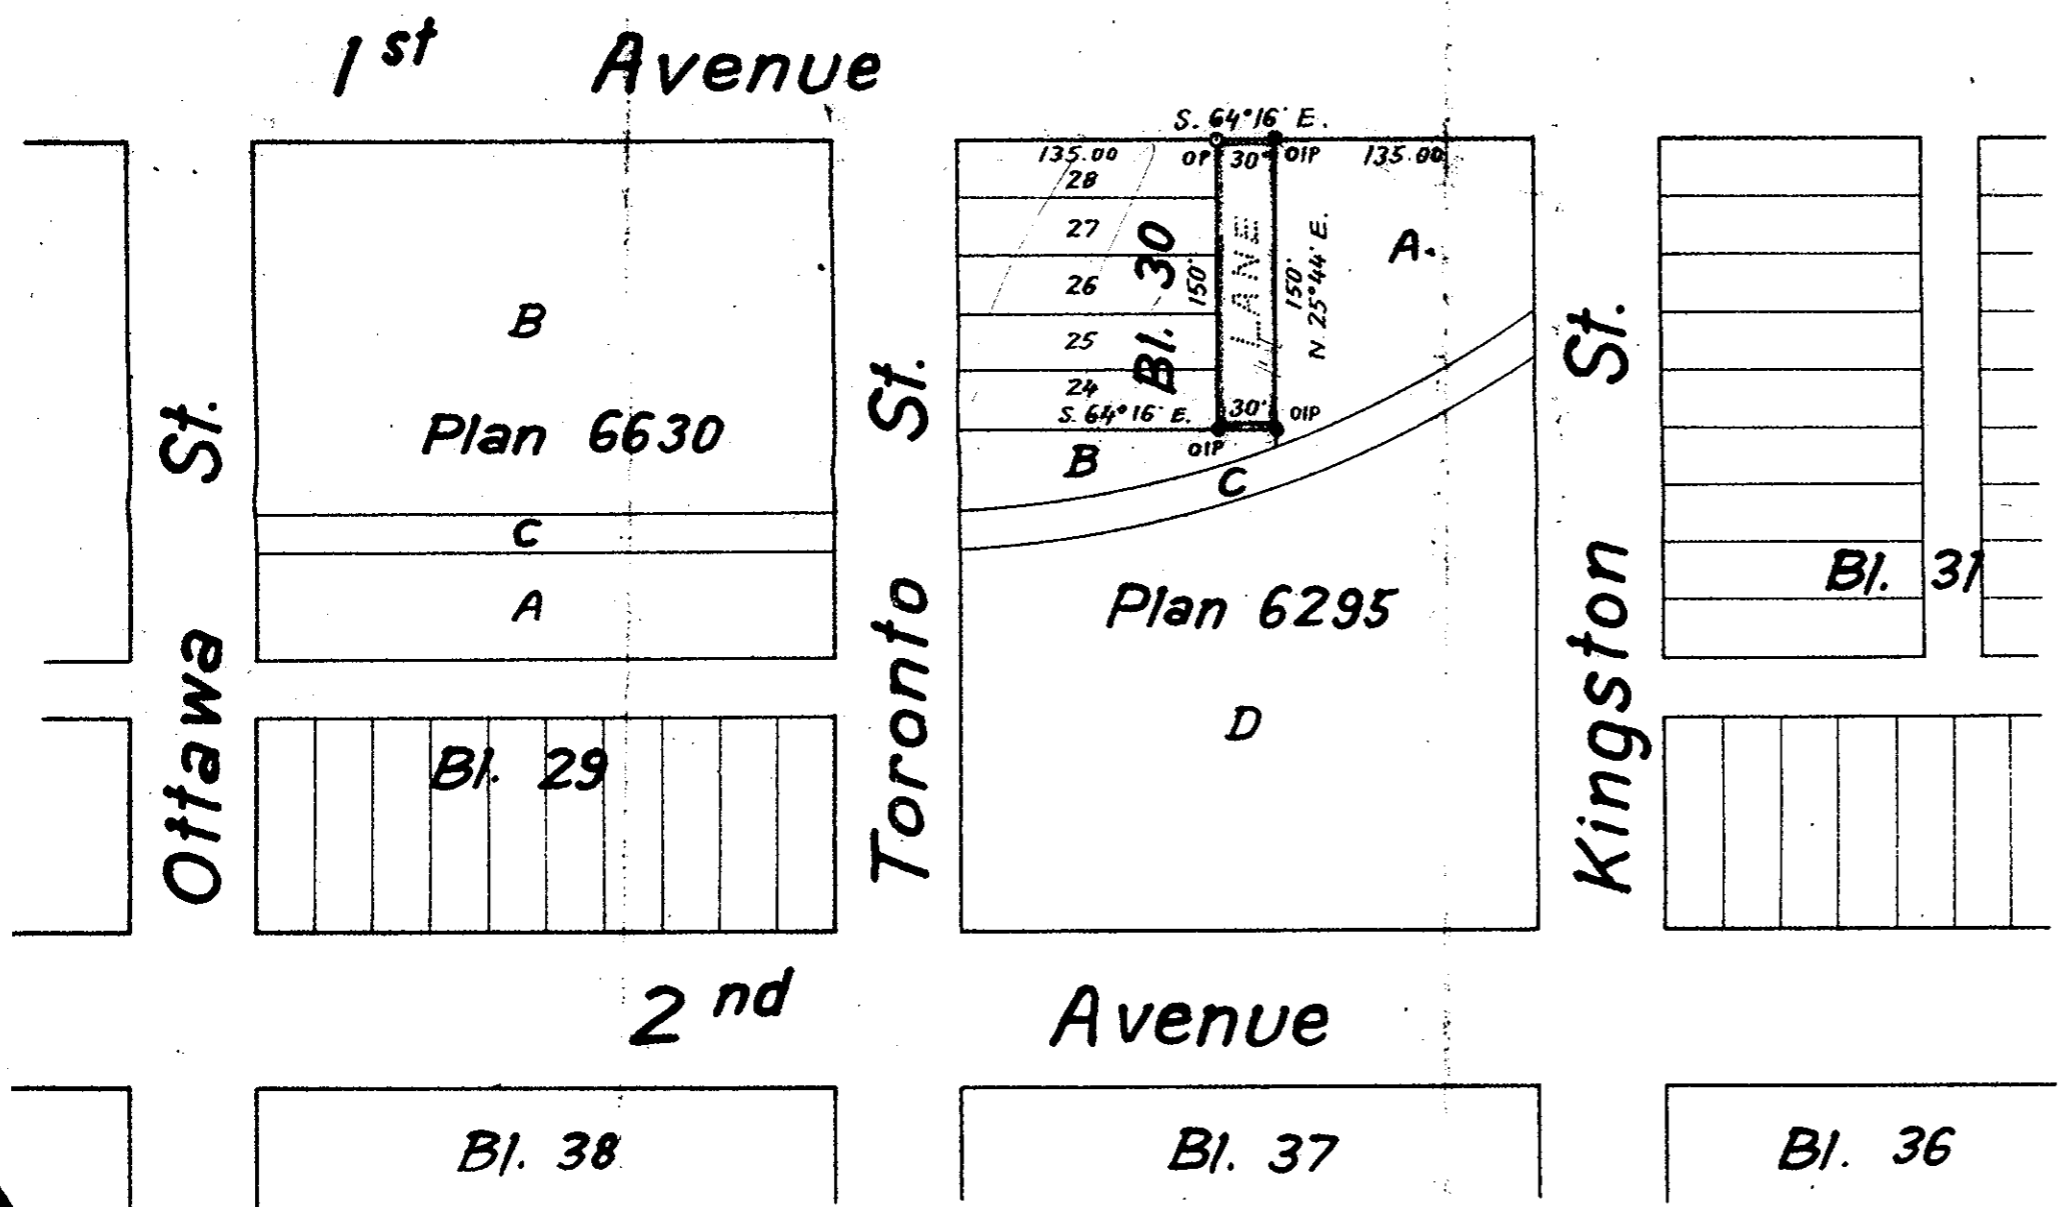 1st Avenue
S. 64°16' E.
135.00
OP
30'
OIP
135.00
28
27
26
25
24
Bl. 30
150'
LANE
150'
N. 25°44' E.
A.
S. 64°16' E.
30'
OIP
OIP
B
C
B
Plan 6630
C
A
Plan 6295
D
Ottawa St.
Toronto St.
Kingston St.
Bl. 31
Bl. 29
2nd Avenue
Bl. 38
Bl. 37
Bl. 36